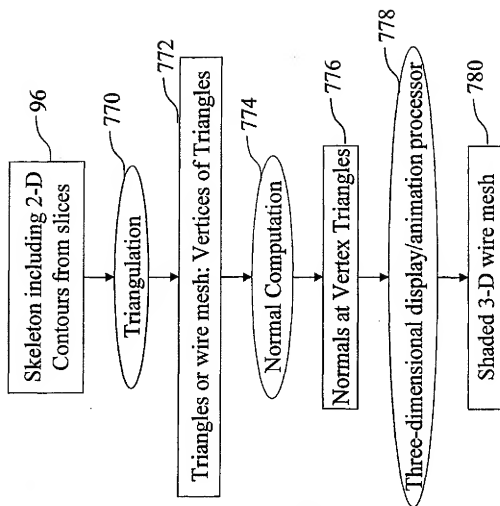 Skeleton including 2-D
Contours from slices
96
Triangulation
770
Triangles or wire mesh: Vertices of Triangles
772
Normal Computation
774
Normals at Vertex Triangles
776
Three-dimensional display/animation processor
778
Shaded 3-D wire mesh
780